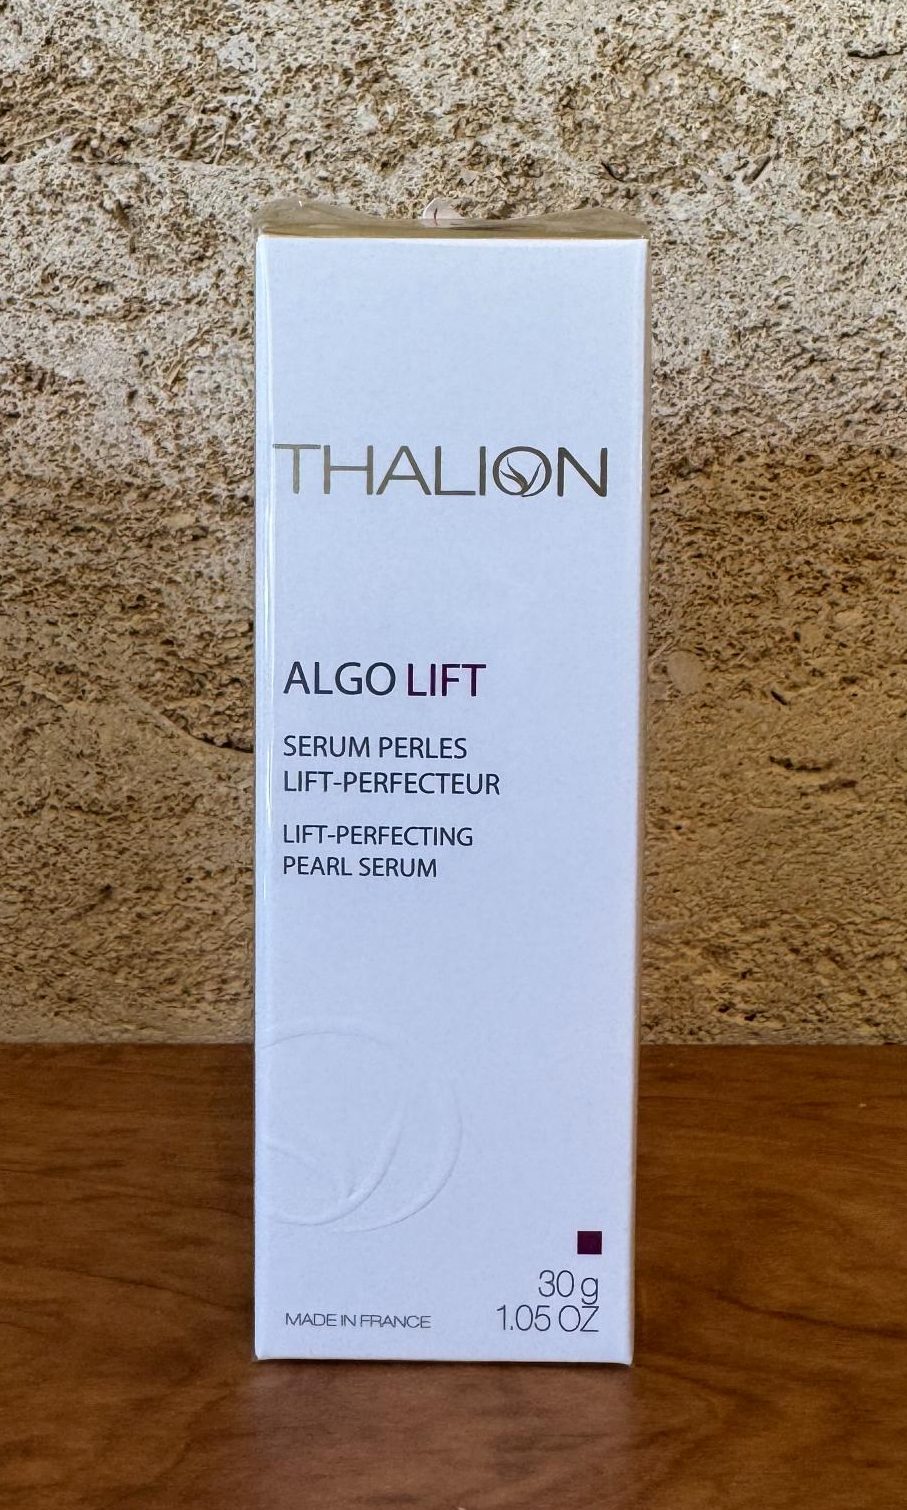 THALION
ALGO LIFT
SERUM PERLES
LIFT-PERFECTEUR
LIFT-PERFECTING
PEARL SERUM
30 g
1.05 OZ
MADE IN FRANCE